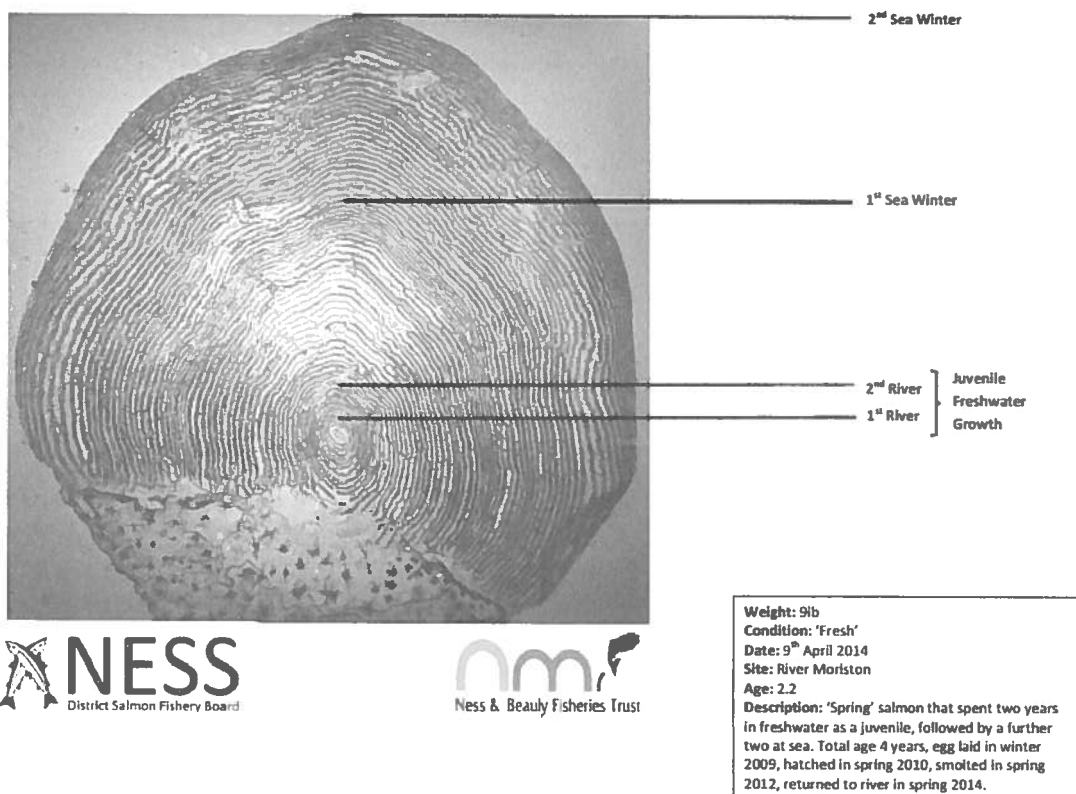 2nd Sea Winter
1st Sea Winter
2nd River
1st River
Juvenile
Freshwater
Growth
NESS
District Salmon Fishery Board
Ness & Beauly Fisheries Trust
Weight: 9lb
Condition: 'Fresh'
Date: 9th April 2014
Site: River Moriston
Age: 2.2
Description: 'Spring' salmon that spent two years
in freshwater as a juvenile, followed by a further
two at sea. Total age 4 years, egg laid in winter
2009, hatched in spring 2010, smolted in spring
2012, returned to river in spring 2014.